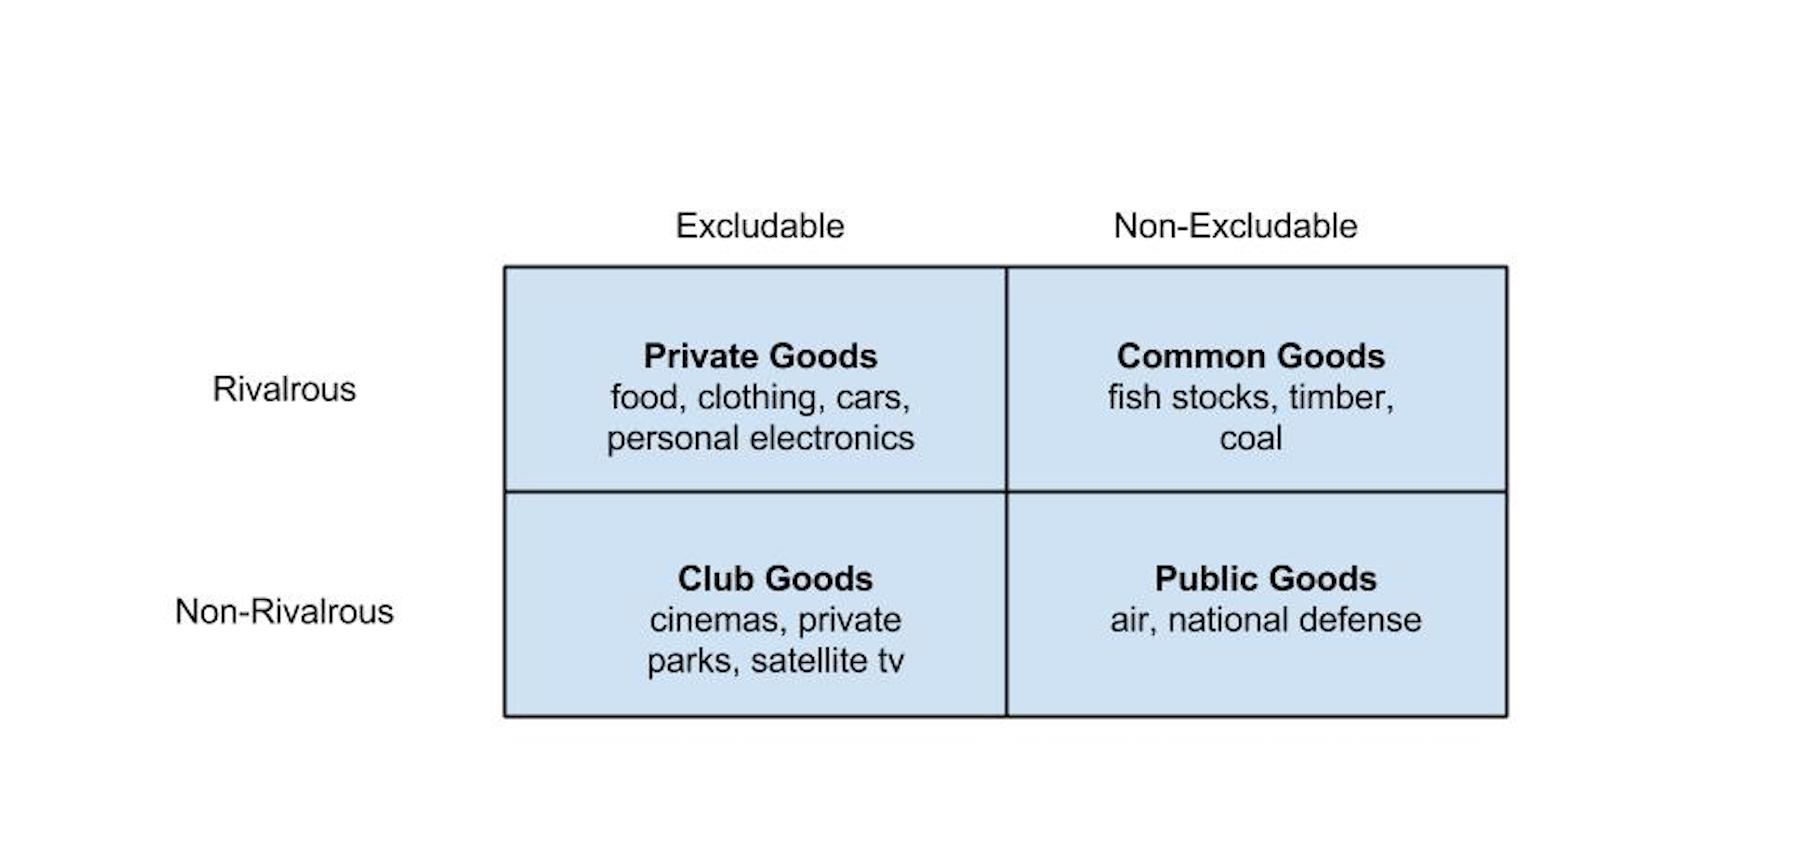 Excludable
Non-Excludable
Rivalrous
Private Goods
food, clothing, cars,
personal electronics
Common Goods
fish stocks, timber,
coal
Non-Rivalrous
Club Goods
cinemas, private
parks, satellite tv
Public Goods
air, national defense